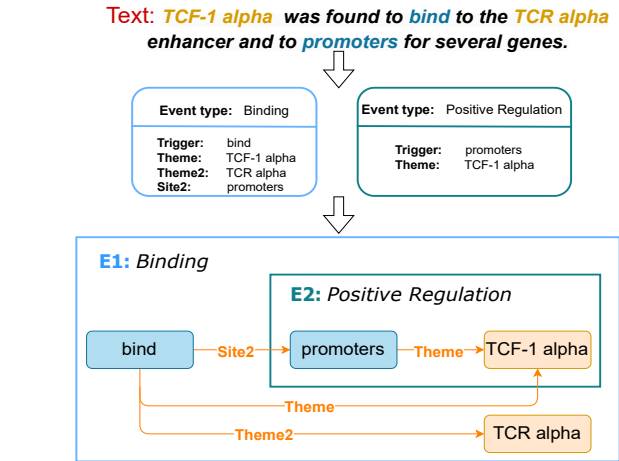 Text: TCF-1 alpha was found to bind to the TCR alpha
enhancer and to promoters for several genes.
Event type: Binding
Trigger: bind
Theme: TCF-1 alpha
Theme2: TCR alpha
Site2: promoters
Event type: Positive Regulation
Trigger: promoters
Theme: TCF-1 alpha
E1: Binding
E2: Positive Regulation
bind Site2 promoters Theme TCF-1 alpha
Theme
Theme2 TCR alpha